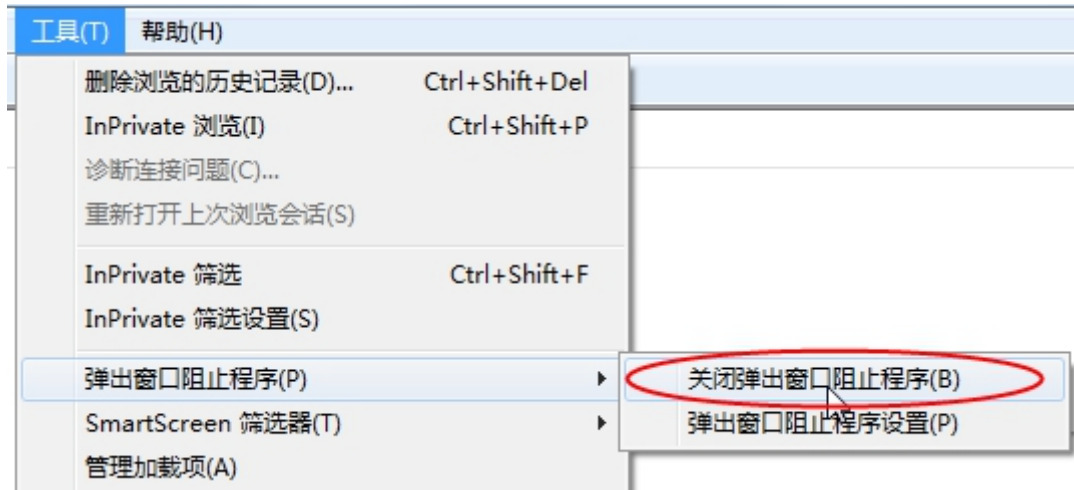 工具(T) 帮助(H)
删除浏览的历史记录(D)... Ctrl+Shift+Del
InPrivate 浏览(I) Ctrl+Shift+P
诊断连接问题(C)...
重新打开上次浏览会话(S)
InPrivate 筛选 Ctrl+Shift+F
InPrivate 筛选设置(S)
弹出窗口阻止程序(P) 关闭弹出窗口阻止程序(B)
SmartScreen 筛选器(T) 弹出窗口阻止程序设置(P)
管理加载项(A)